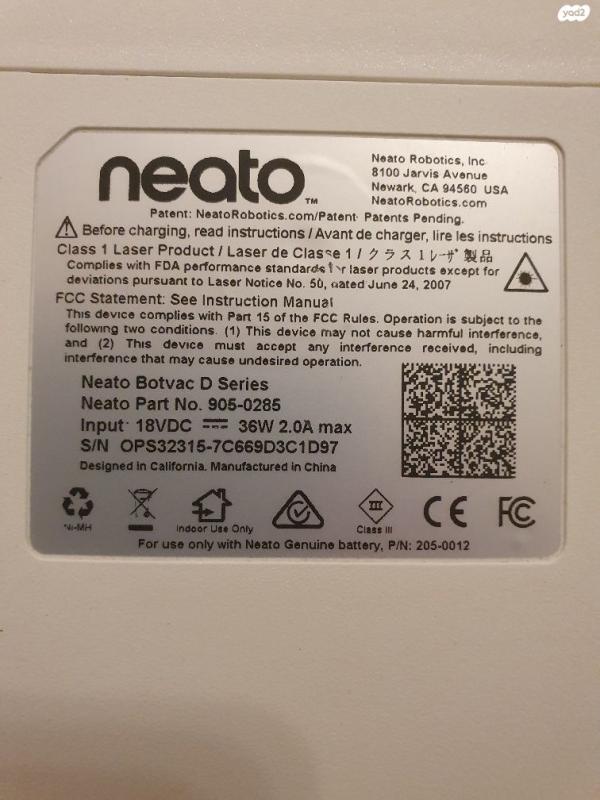 yad2
neato™
Neato Robotics, Inc
8100 Jarvis Avenue
Newark, CA 94560 USA
NeatoRobotics.com
Patent: NeatoRobotics.com/Patent Patents Pending.
Before charging, read instructions / Avant de charger, lire les instructions
Class 1 Laser Product / Laser de Classe 1 / クラス 1 レーザ 製品
Complies with FDA performance standards for laser products except for
deviations pursuant to Laser Notice No. 50, dated June 24, 2007
FCC Statement: See Instruction Manual
This device complies with Part 15 of the FCC Rules. Operation is subject to the
following two conditions. (1) This device may not cause harmful interference,
and (2) This device must accept any interference received, including
interference that may cause undesired operation.
Neato Botvac D Series
Neato Part No. 905-0285
Input 18VDC 36W 2.0A max
S/N OPS32315-7C669D3C1D97
Designed in California. Manufactured in China
Ni-MH
Indoor Use Only
III
Class III
CE
FC
For use only with Neato Genuine battery, P/N: 205-0012